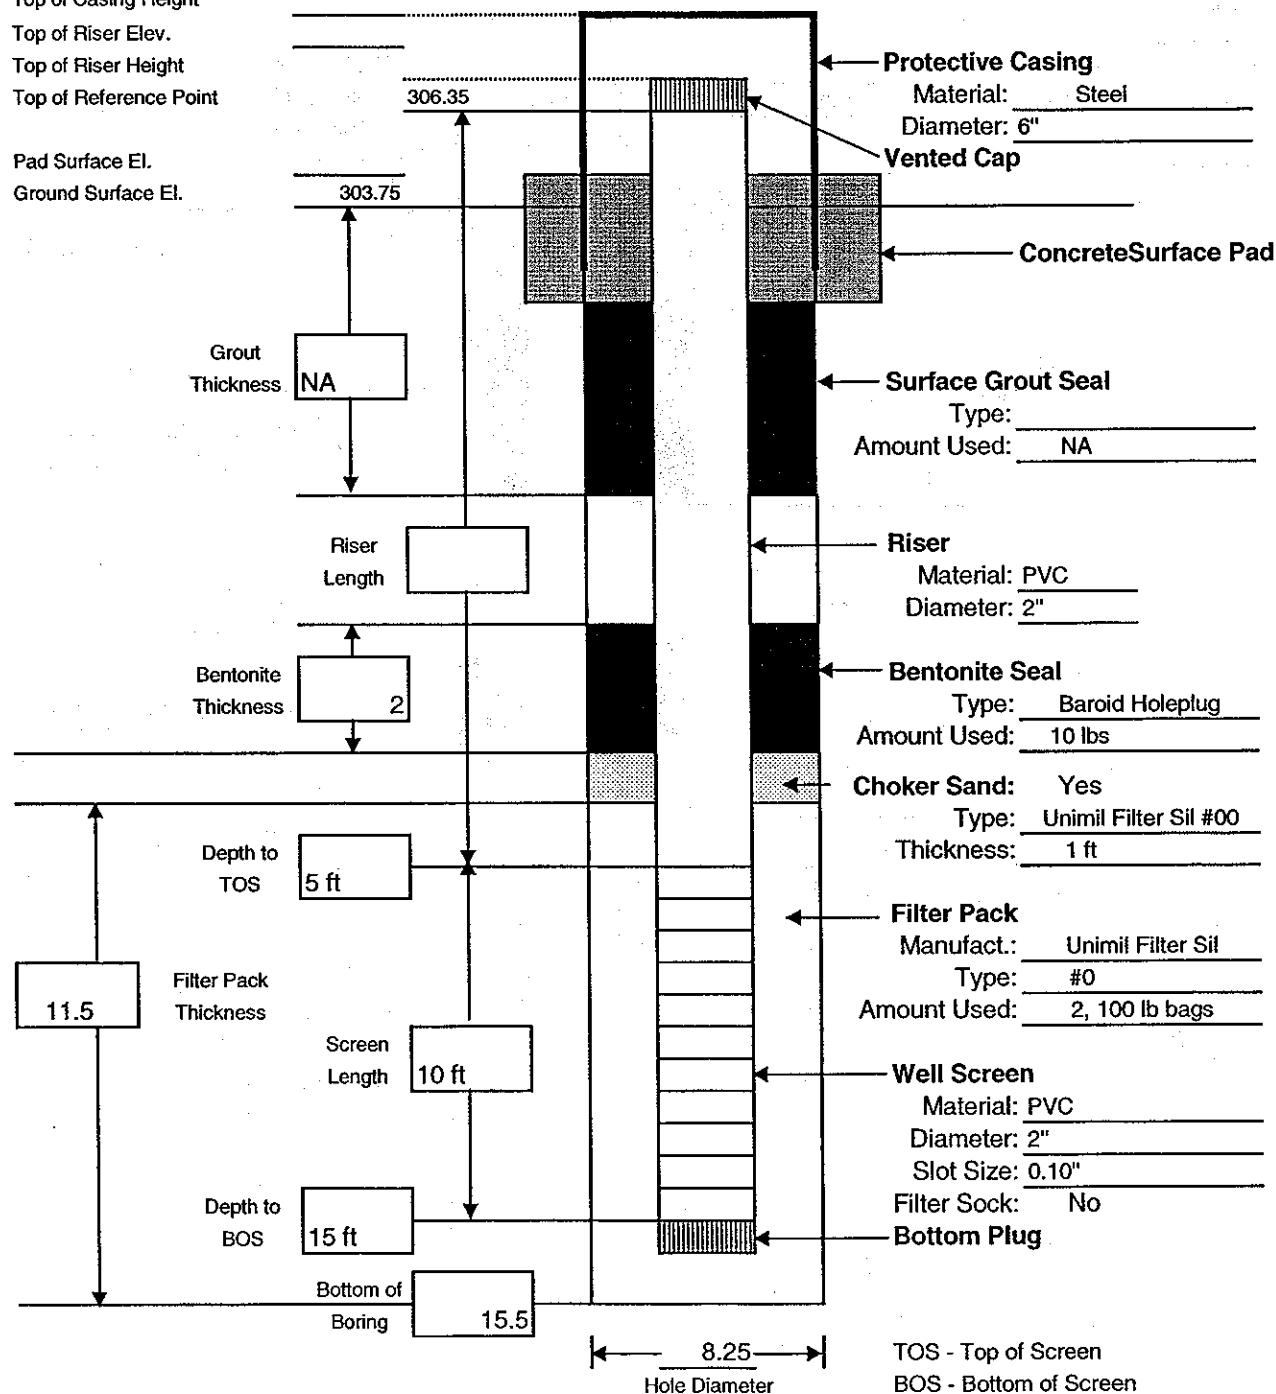 Top of Casing Height
Top of Riser Elev.
Top of Riser Height
Top of Reference Point 306.35
Pad Surface El.
Ground Surface El. 303.75
Protective Casing
Material: Steel
Diameter: 6"
Vented Cap
ConcreteSurface Pad
Grout
Thickness NA
Surface Grout Seal
Type:
Amount Used: NA
Riser
Length
Riser
Material: PVC
Diameter: 2"
Bentonite
Thickness 2
Bentonite Seal
Type: Baroid Holeplug
Amount Used: 10 lbs
Choker Sand: Yes
Type: Unimil Filter Sil #00
Thickness: 1 ft
Depth to
TOS 5 ft
Filter Pack
Manufact.: Unimil Filter Sil
Type: #0
Amount Used: 2, 100 lb bags
11.5 Filter Pack
Thickness
Screen
Length 10 ft
Well Screen
Material: PVC
Diameter: 2"
Slot Size: 0.10"
Filter Sock: No
Depth to
BOS 15 ft
Bottom Plug
Bottom of
Boring 15.5
8.25
Hole Diameter
TOS - Top of Screen
BOS - Bottom of Screen